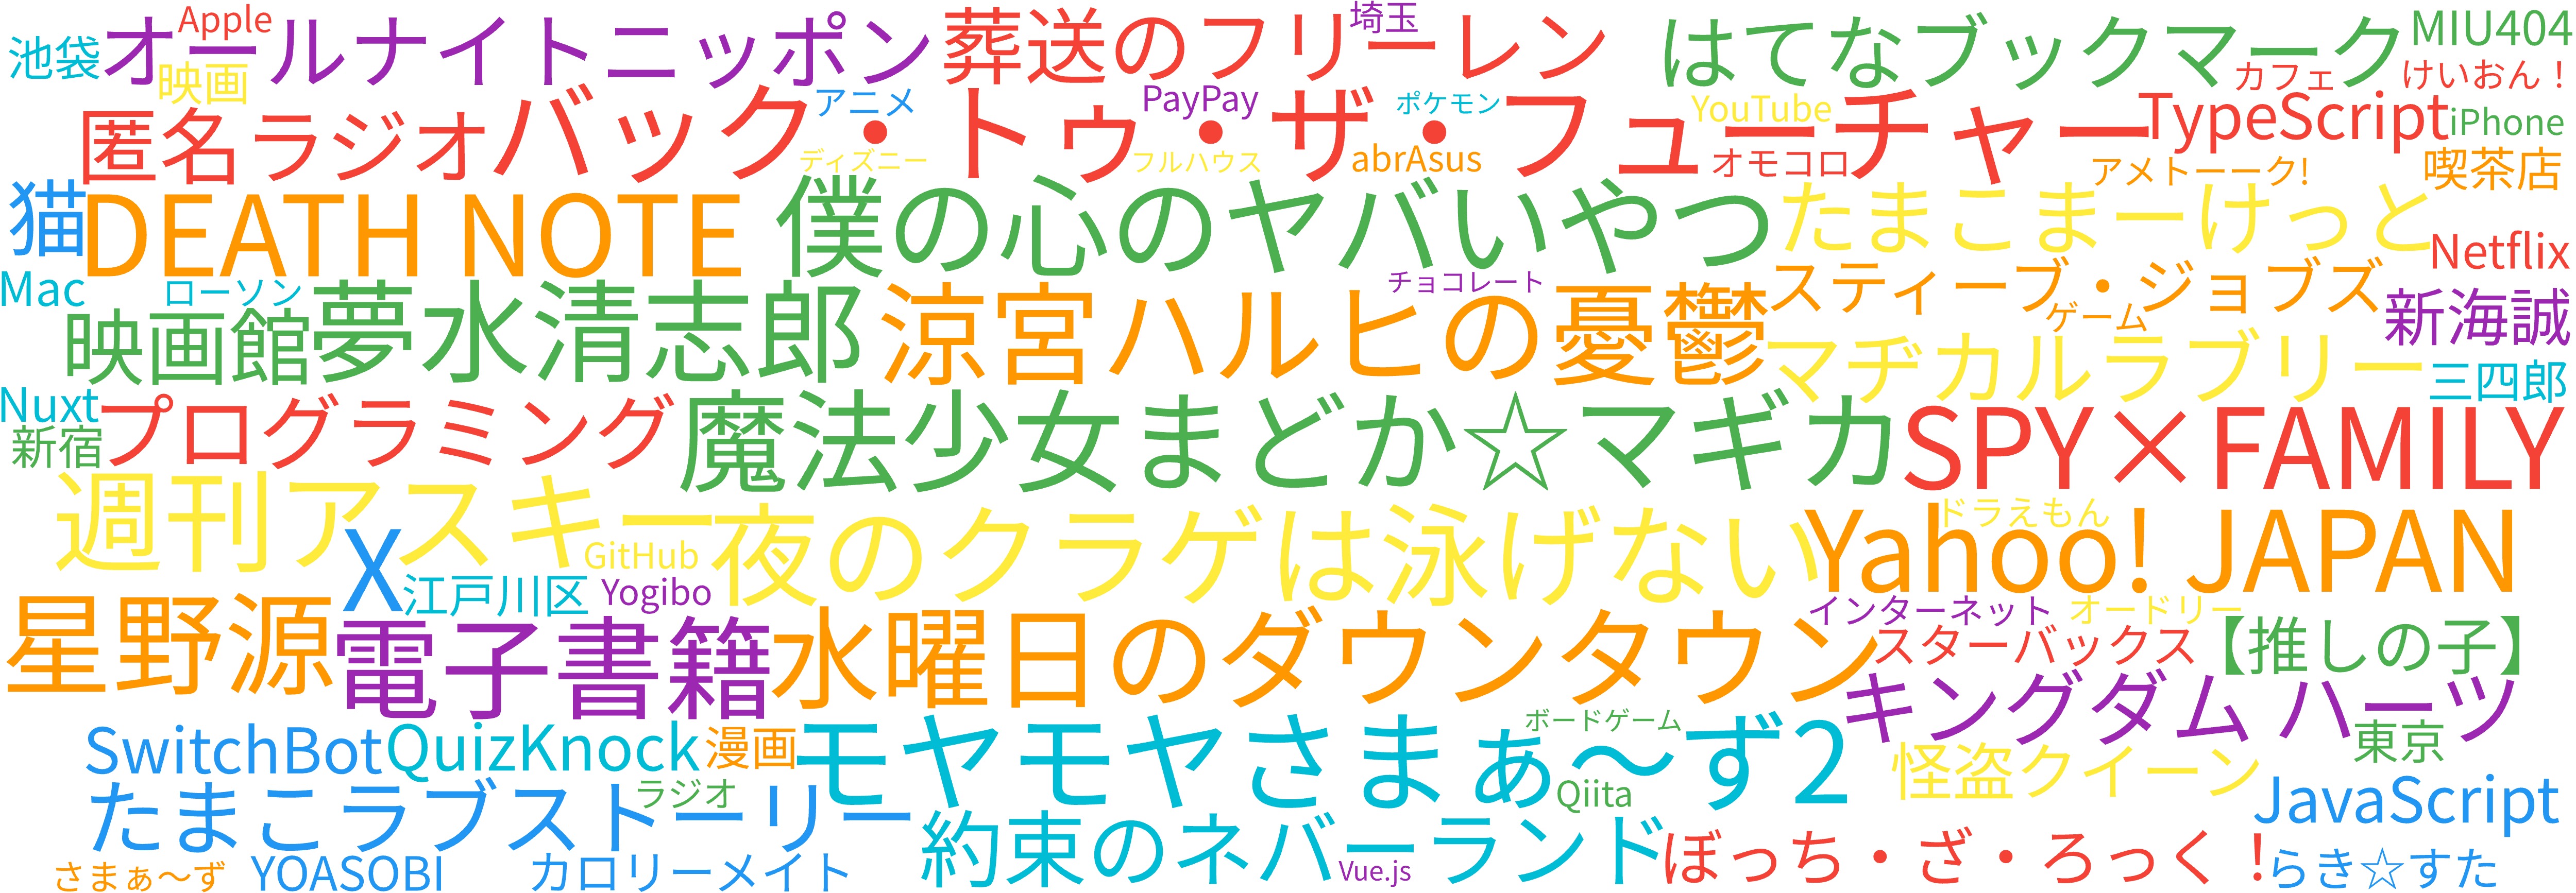 Apple
埼玉
池袋
オールナイトニッポン
葬送のフリーレン
はてなブックマーク
MIU404
映画
カフェ
けいおん！
匿名ラジオ
バック・トゥ・ザ・フューチャー
アニメ
PayPay
ポケモン
YouTube
TypeScript
iPhone
ディズニー
フルハウス
abrAsus
オモコロ
アメトーーク!
喫茶店
猫
DEATH NOTE
僕の心のヤバいやつ
たまこまーけっと
Netflix
Mac
ローソン
チョコレート
スティーブ・ジョブズ
映画館
夢水清志郎
涼宮ハルヒの憂鬱
ゲーム
新海誠
マヂカルラブリー
三四郎
Nuxt
プログラミング
新宿
魔法少女まどか☆マギカ
SPY×FAMILY
週刊アスキー
GitHub
夜のクラゲは泳げない
ドラえもん
Yahoo! JAPAN
X
江戸川区
Yogibo
インターネット
オードリー
星野源
電子書籍
水曜日のダウンタウン
スターバックス
【推しの子】
キングダム ハーツ
SwitchBot
QuizKnock
漫画
モヤモヤさまぁ〜ず2
ボードゲーム
東京
怪盗クイーン
たまこラブストーリー
ラジオ
Qiita
JavaScript
さまぁ〜ず
YOASOBI
カロリーメイト
約束のネバーランド
Vue.js
ぼっち・ざ・ろっく！
らき☆すた